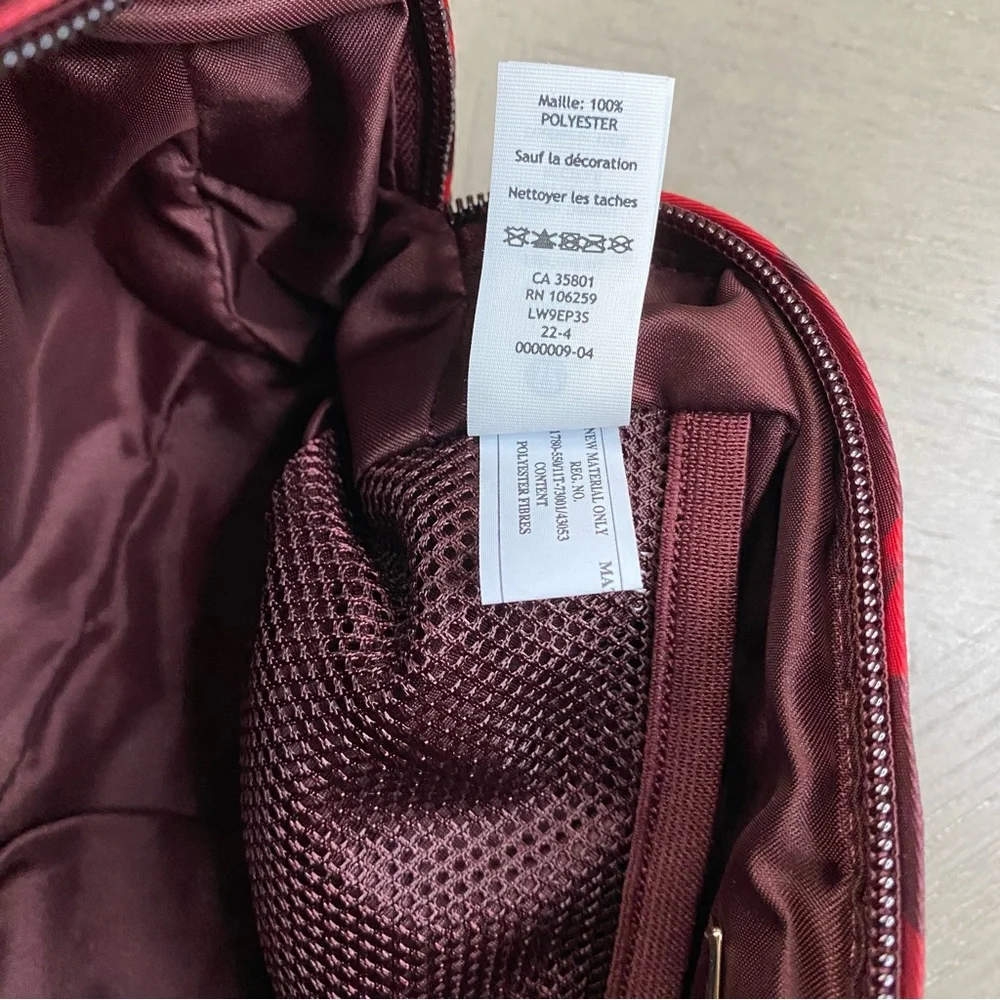 Maille: 100%
POLYESTER
Sauf la décoration
Nettoyer les taches
CA 35801
RN 106259
LW9EP3S
22-4
0000009-04
NEW MATERIAL ONLY
REG. NO.
CONTENT
POLYESTER FIBRES
MA